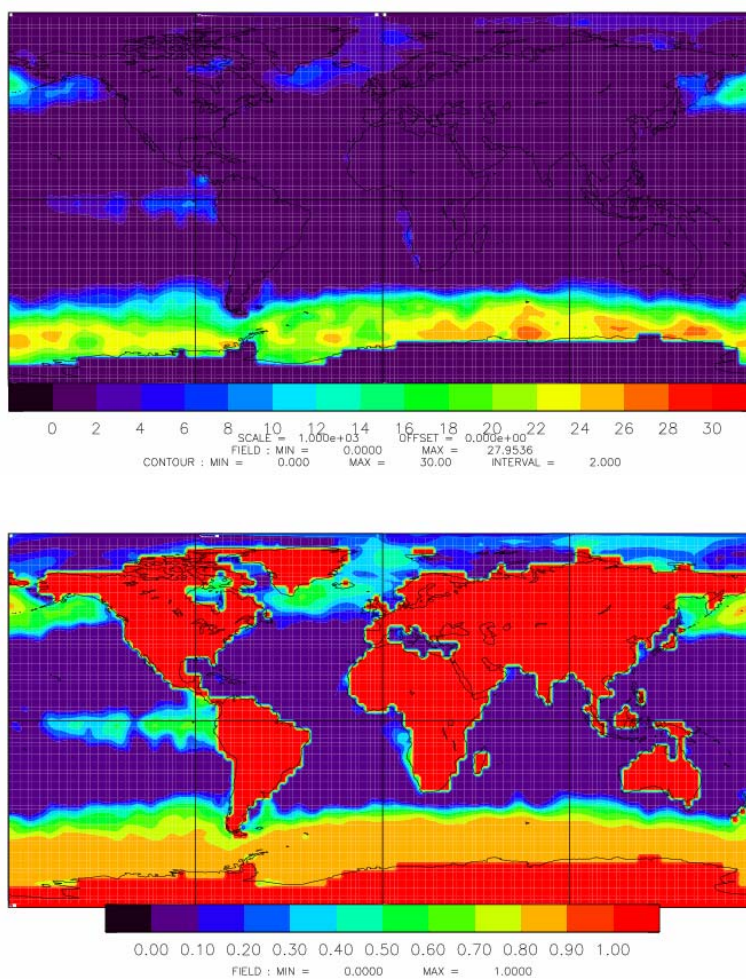 0 2 4 6 8 10 12 14 16 18 20 22 24 26 28 30
SCALE = 1.000e+03 OFFSET = 0.000e+00
FIELD : MIN = 0.0000 MAX = 27.9536
CONTOUR : MIN = 0.000 MAX = 30.00 INTERVAL = 2.000
0.00 0.10 0.20 0.30 0.40 0.50 0.60 0.70 0.80 0.90 1.00
FIELD : MIN = 0.0000 MAX = 1.0000